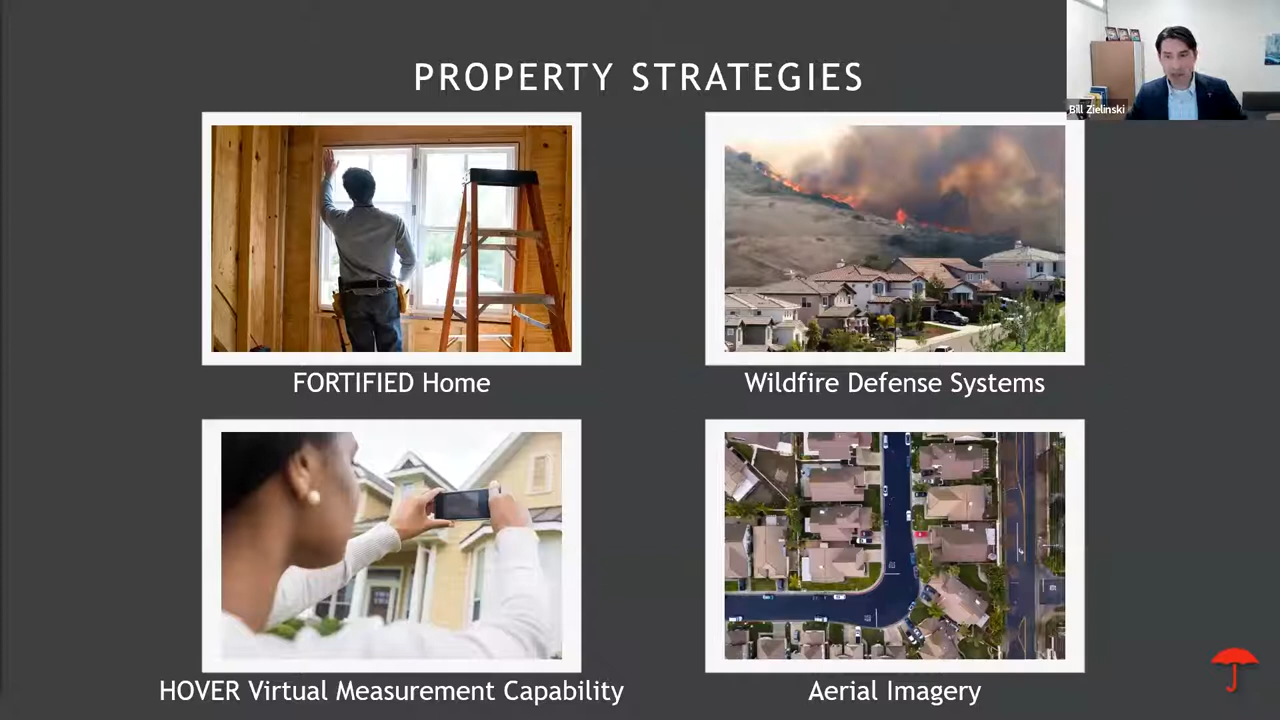 PROPERTY STRATEGIES
Bill Zielinski
FORTIFIED Home
Wildfire Defense Systems
HOVER Virtual Measurement Capability
Aerial Imagery